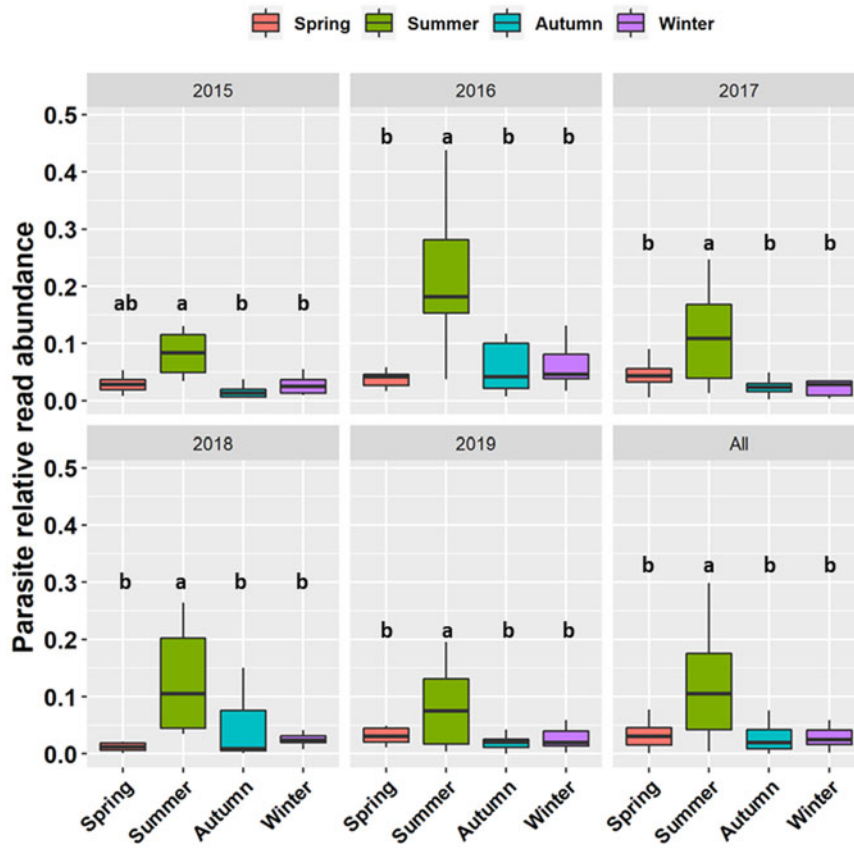 Spring Summer Autumn Winter
Parasite relative read abundance
2015 2016 2017
0.5
0.4
0.3
0.2
0.1
0.0
ab a b b
b a b b
b a b b
2018 2019 All
0.5
0.4
0.3
0.2
0.1
0.0
b a b b
b a b b
b a b b
Spring Summer Autumn Winter
Spring Summer Autumn Winter
Spring Summer Autumn Winter